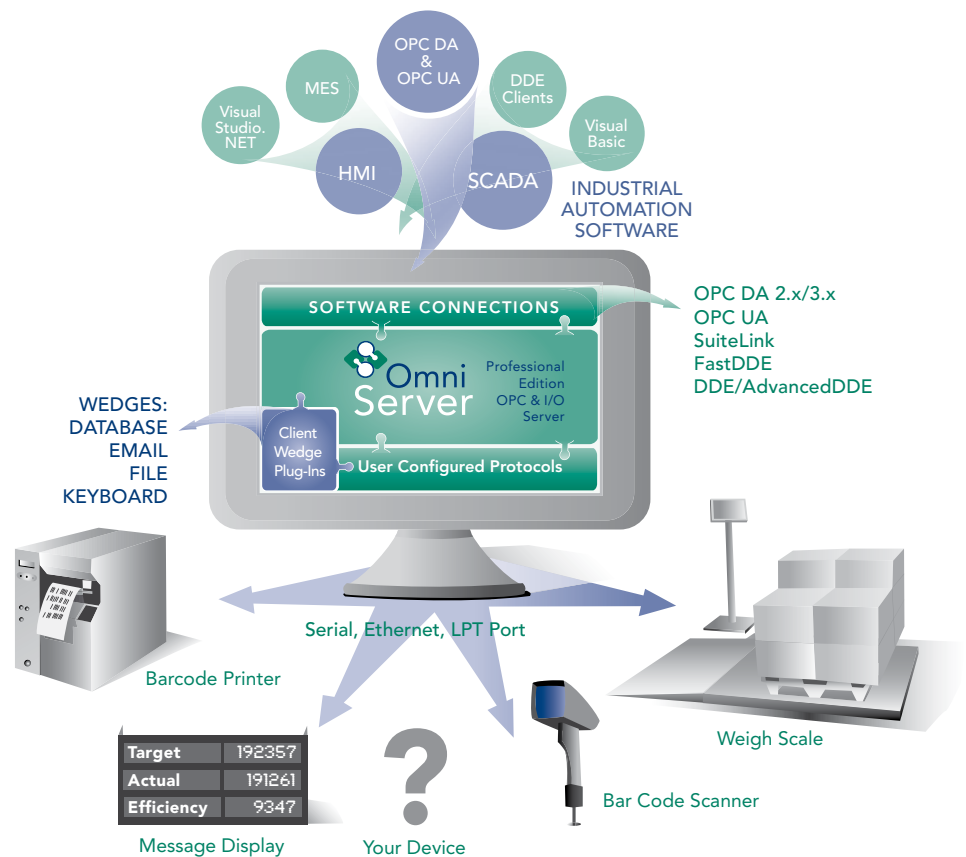 OPC DA
&
OPC UA
MES
DDE
Clients
Visual
Studio.
NET
Visual
Basic
HMI
SCADA
INDUSTRIAL
AUTOMATION
SOFTWARE
SOFTWARE CONNECTIONS
OPC DA 2.x/3.x
OPC UA
SuiteLink
FastDDE
DDE/AdvancedDDE
Omni
Server
Professional
Edition
OPC & I/O
Server
WEDGES:
DATABASE
EMAIL
FILE
KEYBOARD
Client
Wedge
Plug-Ins
User Configured Protocols
Serial, Ethernet, LPT Port
Barcode Printer
Weigh Scale
Target 192357
Actual 191261
Efficiency 9347
Message Display
?
Your Device
Bar Code Scanner